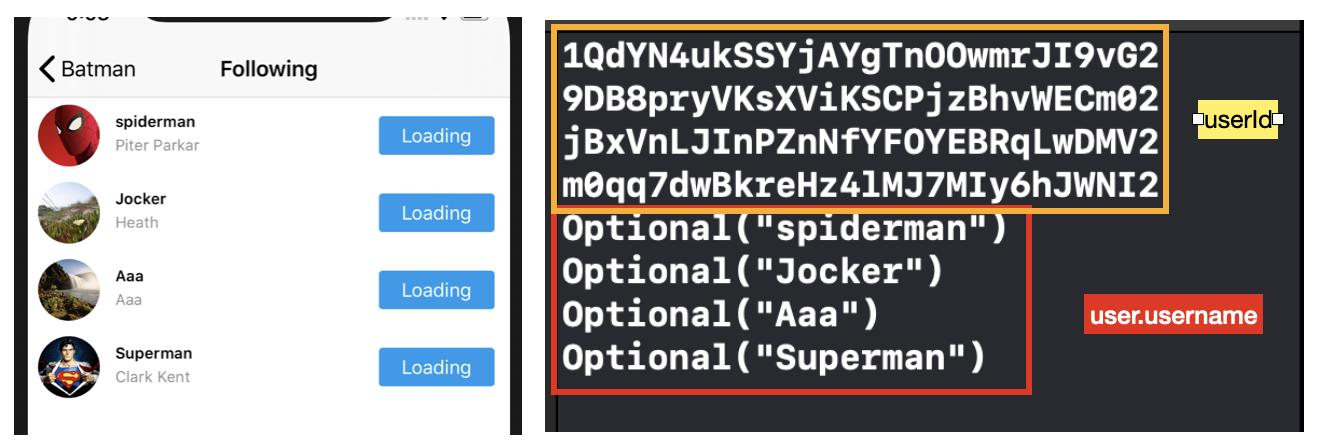 Batman
Following
spiderman
Piter Parkar
Loading
Jocker
Heath
Loading
Aaa
Aaa
Loading
Superman
Clark Kent
Loading
1QdYN4ukSSYjAYgTnOOwmrJI9vG2
9DB8pryVKsXViKSCPjzBhvWECm02
jBxVnLJInPZnNfYFOYEBRqLwDMV2
m0qq7dwBkreHz4lMJ7MIy6hJWNI2
userId
Optional("spiderman")
Optional("Jocker")
Optional("Aaa")
Optional("Superman")
user.username